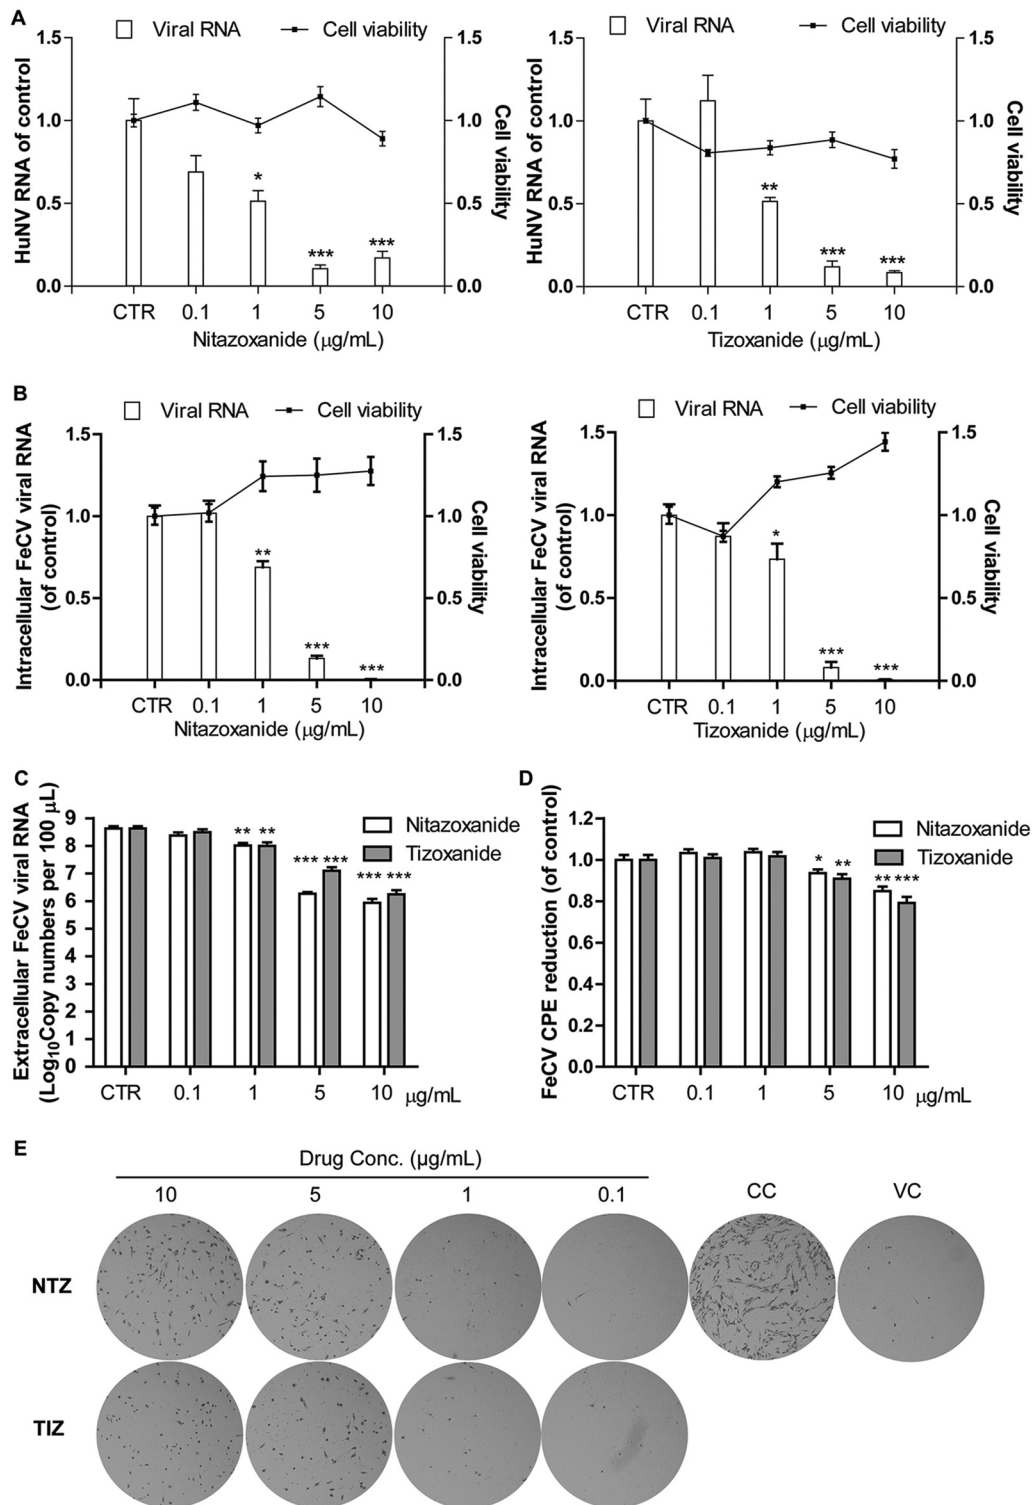 A
Viral RNA
Cell viability
HuNV RNA of control
1.5
1.0
0.5
0.0
1.5
1.0
0.5
0.0
Cell viability
*
***
***
CTR 0.1 1 5 10
Nitazoxanide (μg/mL)
Viral RNA
Cell viability
HuNV RNA of control
1.5
1.0
0.5
0.0
1.5
1.0
0.5
0.0
Cell viability
**
***
***
CTR 0.1 1 5 10
Tizoxanide (μg/mL)
B
Viral RNA
Cell viability
Intracellular FeCV viral RNA
(of control)
1.5
1.0
0.5
0.0
1.5
1.0
0.5
0.0
Cell viability
**
***
***
CTR 0.1 1 5 10
Nitazoxanide (μg/mL)
Viral RNA
Cell viability
Intracellular FeCV viral RNA
(of control)
1.5
1.0
0.5
0.0
1.5
1.0
0.5
0.0
Cell viability
*
***
***
CTR 0.1 1 5 10
Tizoxanide (μg/mL)
C
Extracellular FeCV viral RNA
(Log₁₀Copy numbers per 100 μL)
9
8
7
6
5
4
3
2
1
0
** **
*** ***
*** ***
Nitazoxanide
Tizoxanide
CTR 0.1 1 5 10 μg/mL
D
FeCV CPE reduction (of control)
1.2
1.0
0.8
0.6
0.4
0.2
0.0
* **
** ***
Nitazoxanide
Tizoxanide
CTR 0.1 1 5 10 μg/mL
E
Drug Conc. (μg/mL)
10 5 1 0.1 CC VC
NTZ
TIZ